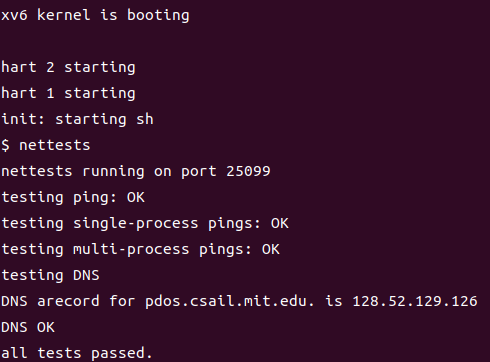 xv6 kernel is booting
hart 2 starting
hart 1 starting
init: starting sh
$ nettests
nettests running on port 25099
testing ping: OK
testing single-process pings: OK
testing multi-process pings: OK
testing DNS
DNS arecord for pdos.csail.mit.edu. is 128.52.129.126
DNS OK
all tests passed.